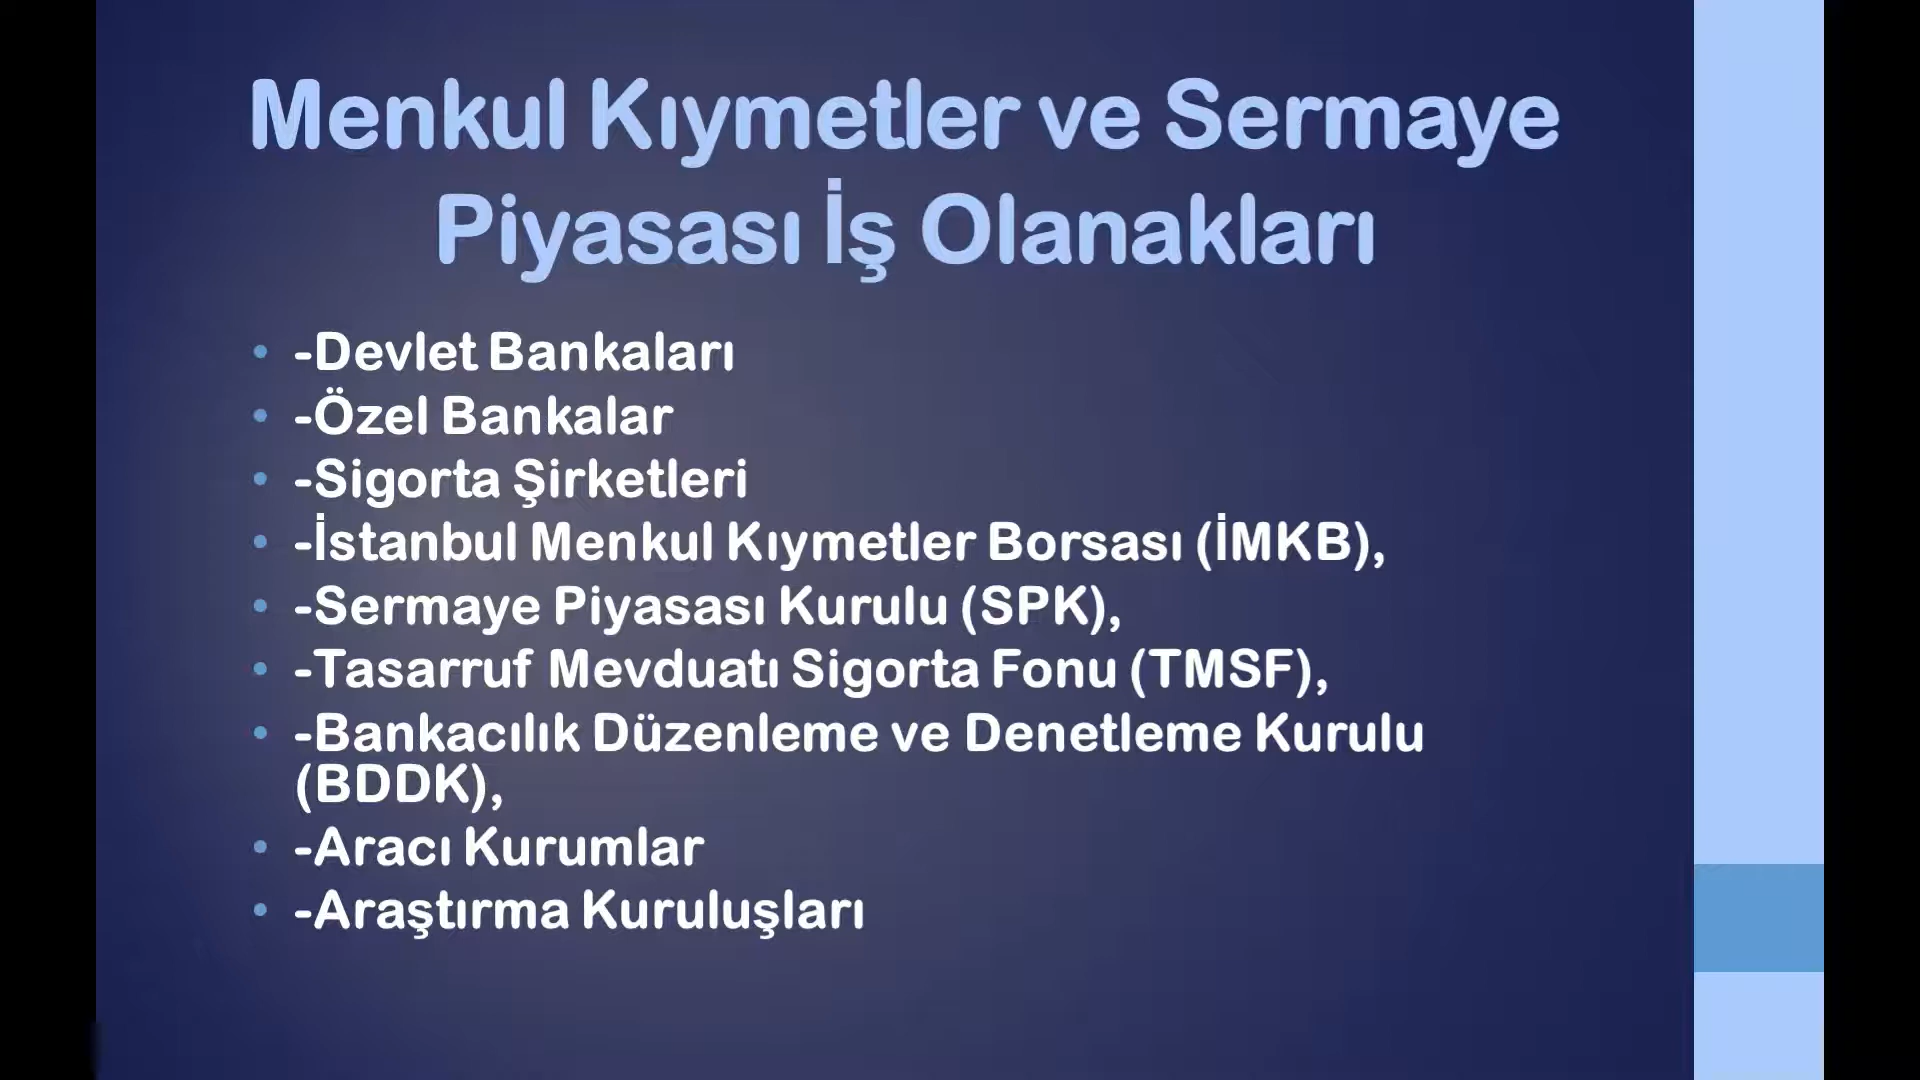 Menkul Kıymetler ve Sermaye
Piyasası İş Olanakları
• -Devlet Bankaları
• -Özel Bankalar
• -Sigorta Şirketleri
• -İstanbul Menkul Kıymetler Borsası (İMKB),
• -Sermaye Piyasası Kurulu (SPK),
• -Tasarruf Mevduatı Sigorta Fonu (TMSF),
• -Bankacılık Düzenleme ve Denetleme Kurulu
(BDDK),
• -Aracı Kurumlar
• -Araştırma Kuruluşları